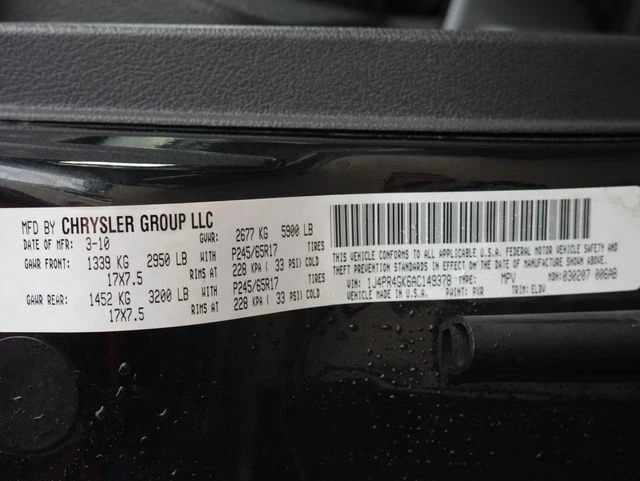 MFD BY CHRYSLER GROUP LLC
DATE OF MFR: 3-10 GVWR: 2677 KG 5900 LB
GAWR FRONT: 1339 KG 2950 LB WITH P245/65R17 TIRES
17X7.5 RIMS AT 228 KPA ( 33 PSI) COLD
GAWR REAR: 1452 KG 3200 LB WITH P245/65R17 TIRES
17X7.5 RIMS AT 228 KPA ( 33 PSI) COLD
THIS VEHICLE CONFORMS TO ALL APPLICABLE U.S.A. FEDERAL MOTOR VEHICLE SAFETY AND
THEFT PREVENTION STANDARDS IN EFFECT ON THE DATE OF MANUFACTURE SHOWN ABOVE.
VIN: 1J4PR4GK6AC149378 TYPE: MPV MDH: 030207 006AB
VEHICLE MADE IN U.S.A. PAINT: PXR TRIM: ELDV